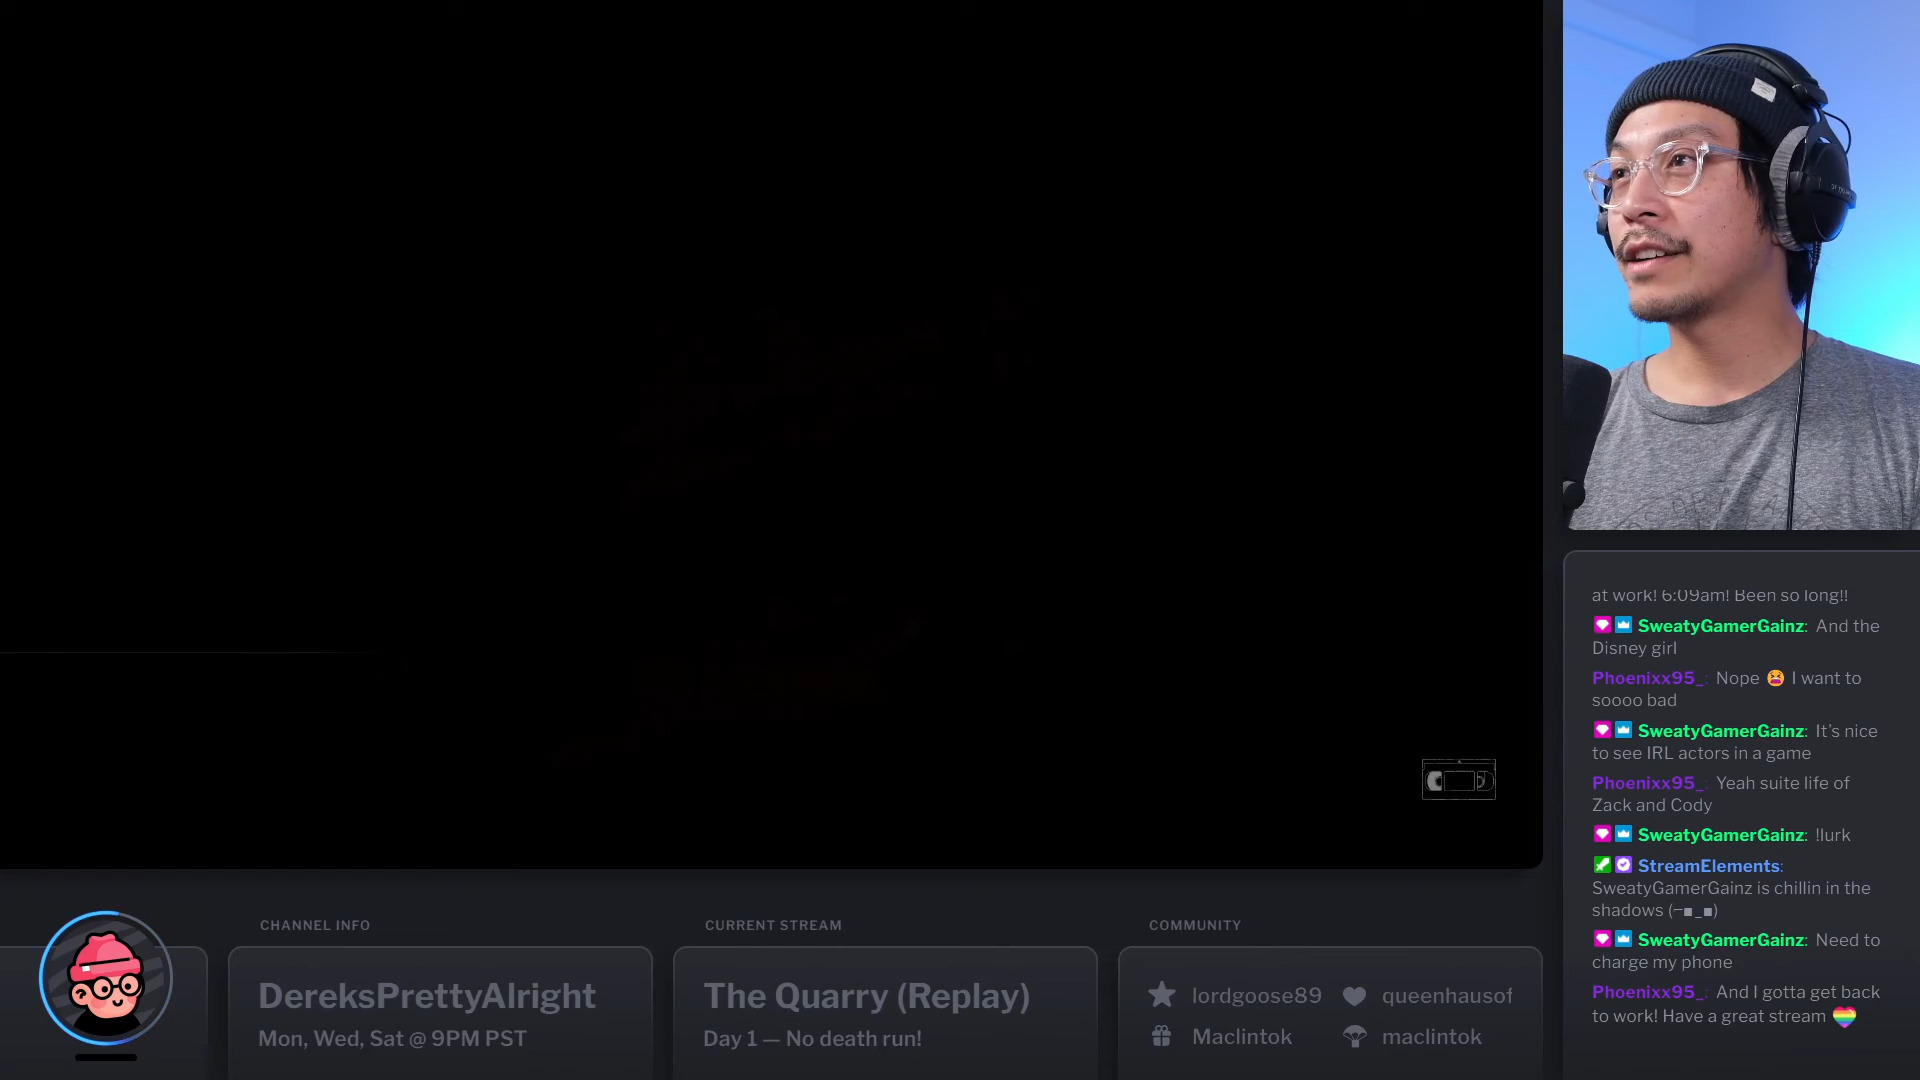 at work! 6:09am! Been so long!!
SweatyGamerGainz: And the
Disney girl
Phoenixx95_: Nope 😫 I want to
soooo bad
SweatyGamerGainz: It's nice
to see IRL actors in a game
Phoenixx95_: Yeah suite life of
Zack and Cody
SweatyGamerGainz: !lurk
StreamElements:
SweatyGamerGainz is chillin in the
shadows (⌐■_■)
SweatyGamerGainz: Need to
charge my phone
Phoenixx95_: And I gotta get back
to work! Have a great stream
CHANNEL INFO
DereksPrettyAlright
Mon, Wed, Sat @ 9PM PST
CURRENT STREAM
The Quarry (Replay)
Day 1 — No death run!
COMMUNITY
lordgoose89 queenhausof
Maclintok maclintok